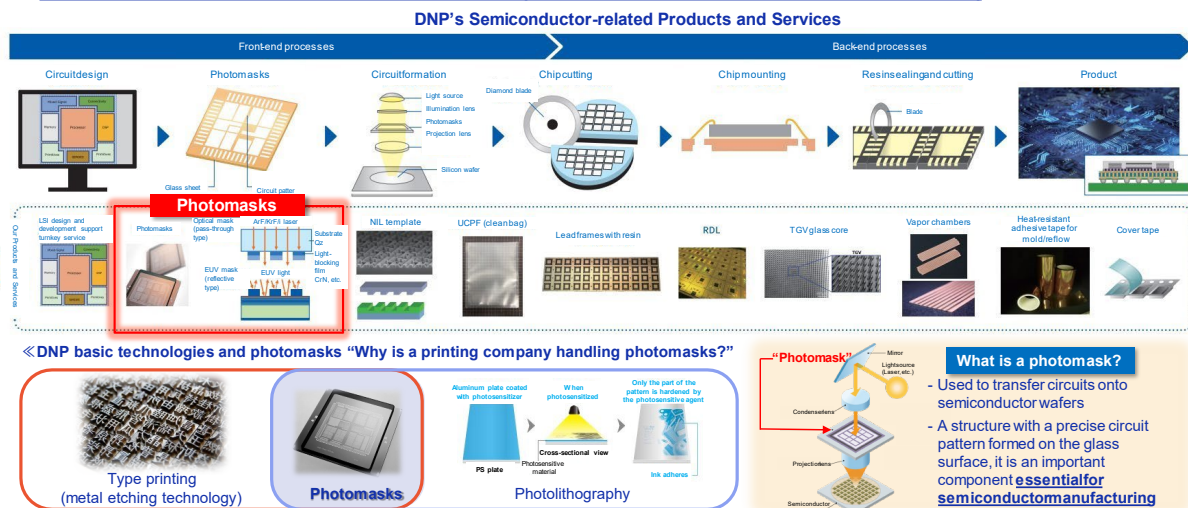 DNP's Semiconductor-related Products and Services
Front-end processes
Back-end processes
Circuitdesign
Photomasks
Circuitformation
Chipcutting
Chipmounting
Resinsealingand cutting
Product
Memory
Processor
DSP
Glass sheet
Circuit patter
Light source
Illumination lens
Photomasks
Projection lens
Silicon wafer
Diamond blade
Blade
Our Products and Services
LSI design and
development support
turnkey service
Photomasks
Photomasks
Optical mask
(pass-through
type)
EUV mask
(reflective
type)
ArF/KrF/i laser
Substrate
Qz
Light-
blocking
film
CrN, etc.
EUV light
NIL template
UCPF (cleanbag)
Leadframes with resin
RDL
TGV glass core
TGV
Vapor chambers
Heat-resistant
adhesive tape for
mold/reflow
Cover tape
≪DNP basic technologies and photomasks “Why is a printing company handling photomasks?”
Type printing
(metal etching technology)
Photomasks
Aluminum plate coated
with photosensitizer
When
photosensitized
Only the part of the
pattern is hardened by
the photosensitive agent
Cross-sectional view
PS plate
Photosensitive
material
Ink adheres
Photolithography
“Photomask”
Mirror
Lightsource
(Laser,etc.)
Condenserlens
Projectionlens
Semiconductor
What is a photomask?
- Used to transfer circuits onto
semiconductor wafers
- A structure with a precise circuit
pattern formed on the glass
surface, it is an important
component essentialfor
semiconductormanufacturing